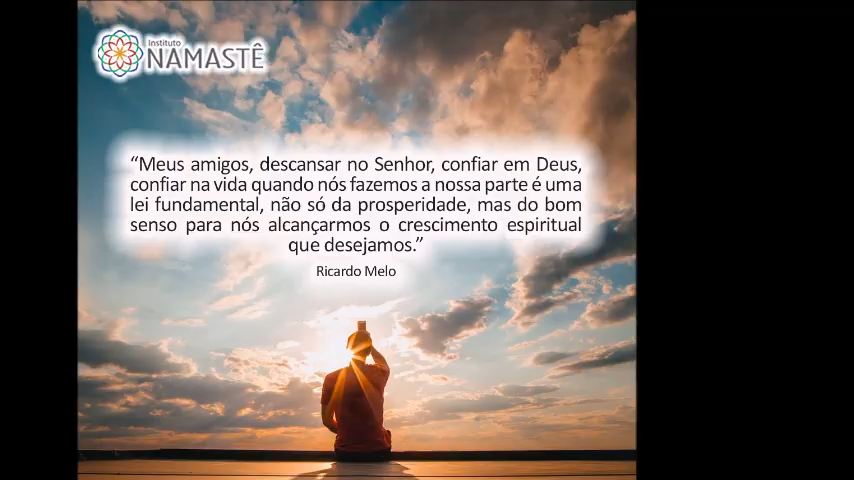 Instituto
NAMASTÊ
“Meus amigos, descansar no Senhor, confiar em Deus,
confiar na vida quando nós fazemos a nossa parte é uma
lei fundamental, não só da prosperidade, mas do bom
senso para nós alcançarmos o crescimento espiritual
que desejamos.”
Ricardo Melo